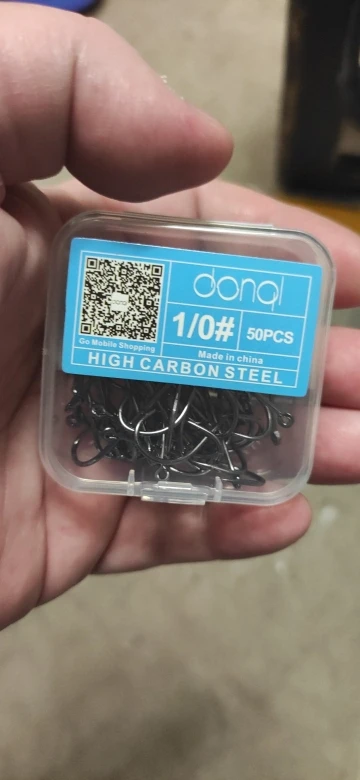 donql
1/0#
50PCS
Go Mobile Shopping
Made in china
HIGH CARBON STEEL